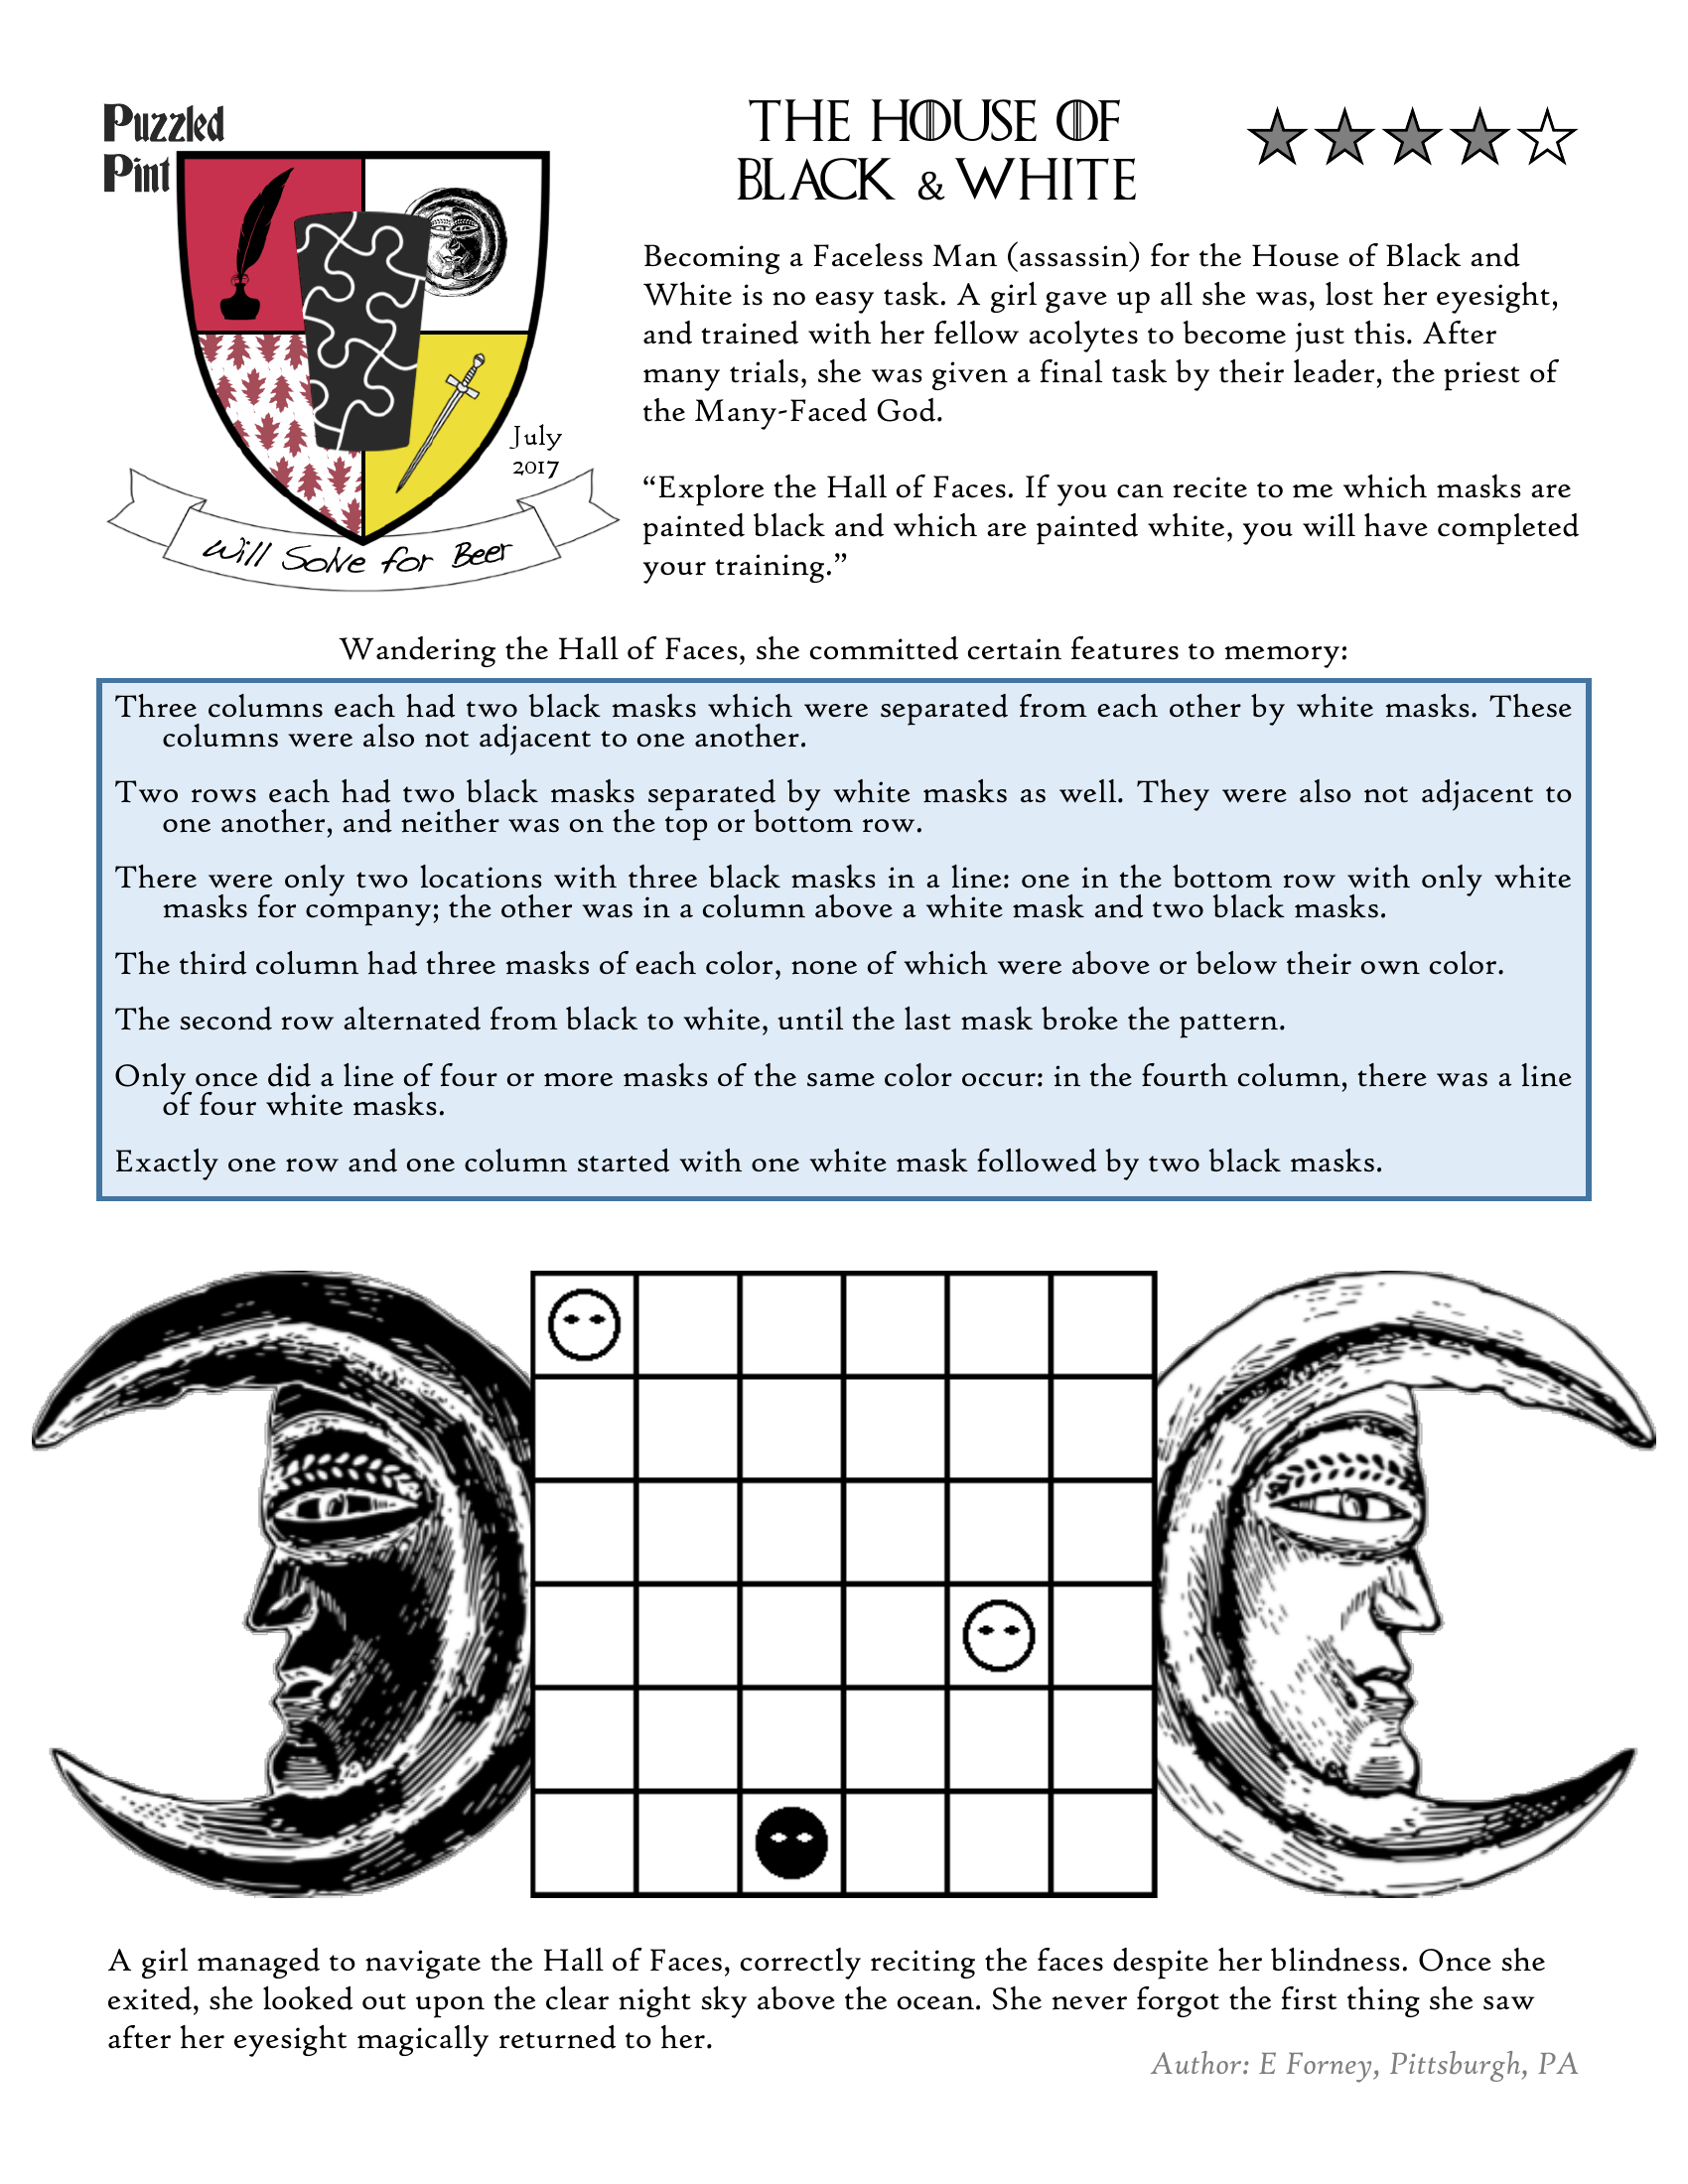 Puzzled
Pint
THE HOUSE OF
BLACK & WHITE
Becoming a Faceless Man (assassin) for the House of Black and
White is no easy task. A girl gave up all she was, lost her eyesight,
and trained with her fellow acolytes to become just this. After
many trials, she was given a final task by their leader, the priest of
the Many-Faced God.
July
2017
“Explore the Hall of Faces. If you can recite to me which masks are
painted black and which are painted white, you will have completed
your training.”
Will Solve for Beer
Wandering the Hall of Faces, she committed certain features to memory:
Three columns each had two black masks which were separated from each other by white masks. These
columns were also not adjacent to one another.
Two rows each had two black masks separated by white masks as well. They were also not adjacent to
one another, and neither was on the top or bottom row.
There were only two locations with three black masks in a line: one in the bottom row with only white
masks for company; the other was in a column above a white mask and two black masks.
The third column had three masks of each color, none of which were above or below their own color.
The second row alternated from black to white, until the last mask broke the pattern.
Only once did a line of four or more masks of the same color occur: in the fourth column, there was a line
of four white masks.
Exactly one row and one column started with one white mask followed by two black masks.
A girl managed to navigate the Hall of Faces, correctly reciting the faces despite her blindness. Once she
exited, she looked out upon the clear night sky above the ocean. She never forgot the first thing she saw
after her eyesight magically returned to her.
Author: E Forney, Pittsburgh, PA